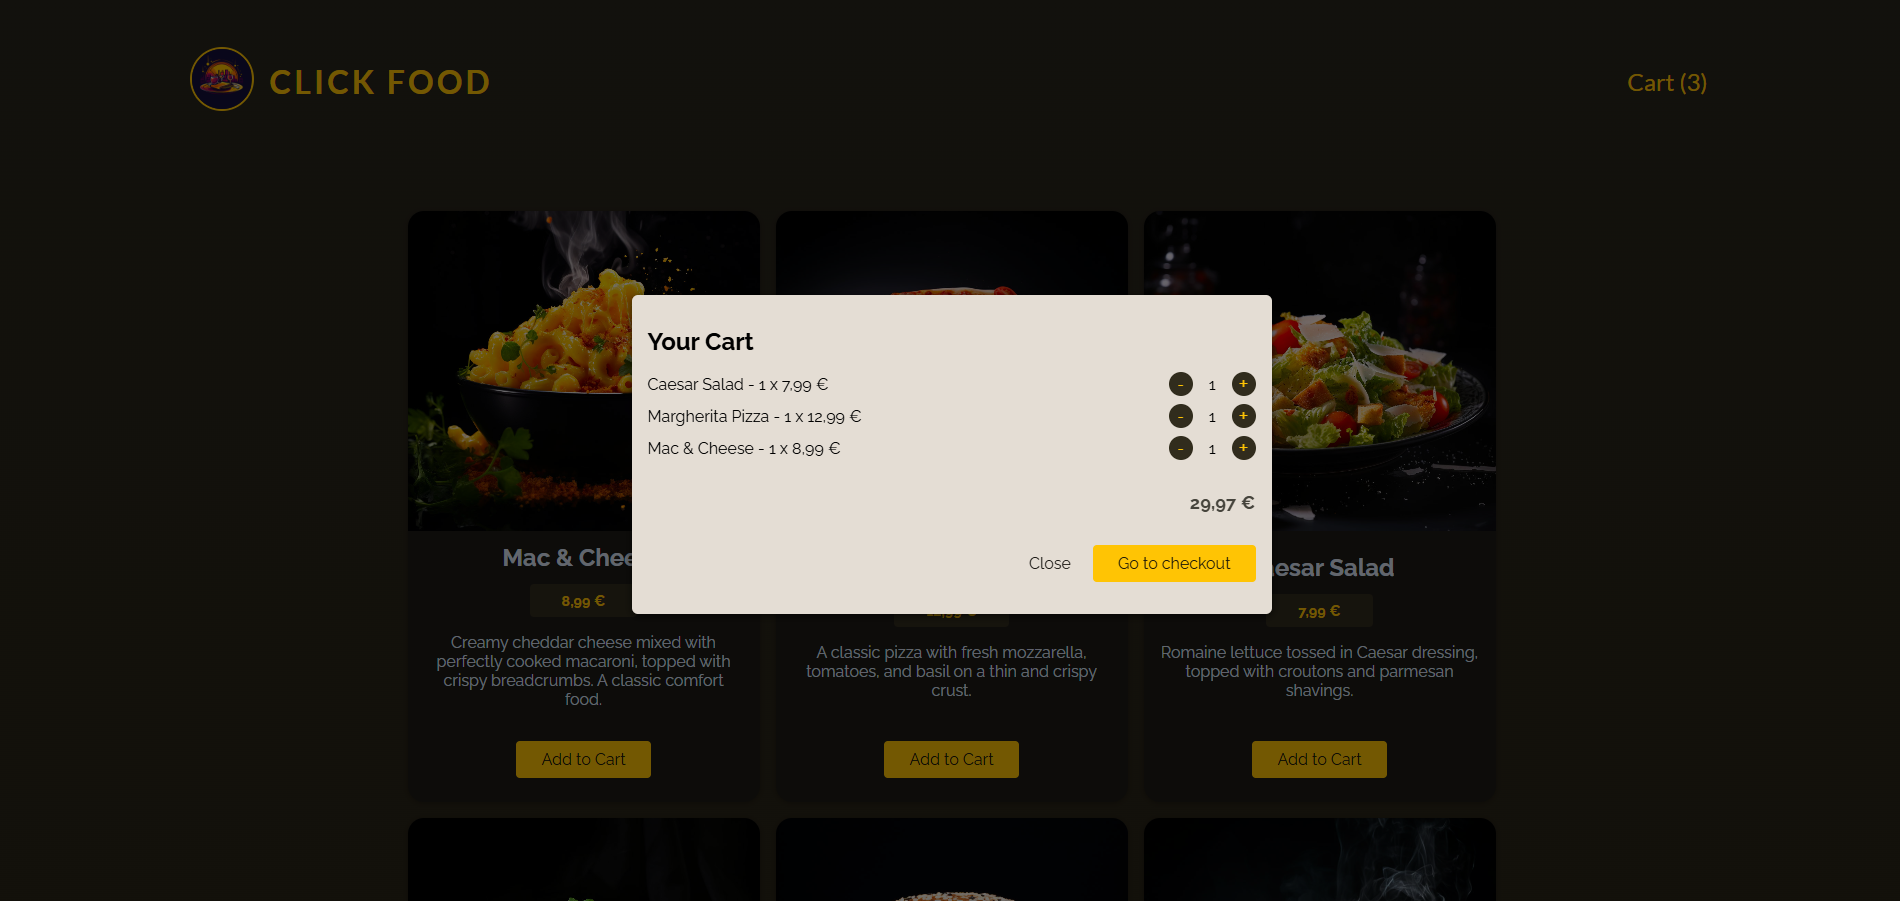 CLICK FOOD
Cart (3)
Your Cart
Caesar Salad - 1 x 7,99 €
- 1 +
Margherita Pizza - 1 x 12,99 €
- 1 +
Mac & Cheese - 1 x 8,99 €
- 1 +
29,97 €
Close
Go to checkout
Mac & Chee
8,99 €
Creamy cheddar cheese mixed with
perfectly cooked macaroni, topped with
crispy breadcrumbs. A classic comfort
food.
Add to Cart
A classic pizza with fresh mozzarella,
tomatoes, and basil on a thin and crispy
crust.
Add to Cart
esar Salad
7,99 €
Romaine lettuce tossed in Caesar dressing,
topped with croutons and parmesan
shavings.
Add to Cart